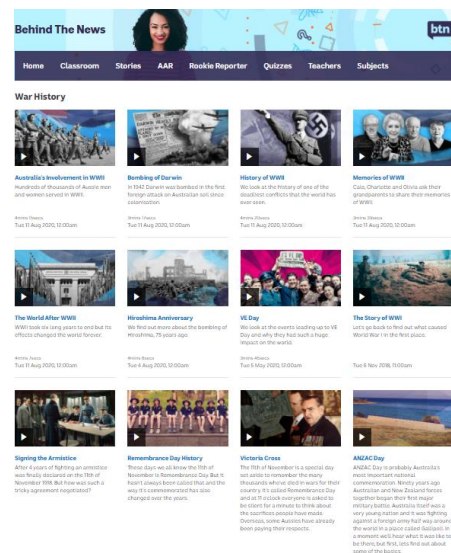 Behind The News
btn
Home Classroom Stories AAR Rookie Reporter Quizzes Teachers Subjects
War History
Australia's Involvement in WWII
Hundreds of thousands of Aussie men
and women served in WWII.
Tue 11 Aug 2020, 12:00am
Bombing of Darwin
In 1942 Darwin was bombed in the first
foreign attack on Australian soil since
colonisation.
Tue 11 Aug 2020, 12:00am
History of WWII
We look at the history of one of the
deadliest conflicts that the world has
ever seen.
Tue 11 Aug 2020, 12:00am
Memories of WWII
Caio, Charlotte and Olivia ask their
grandparents to share their memories
of WWII.
Tue 11 Aug 2020, 12:00am
The World After WWII
WWII took six long years to end but its
effects changed the world forever.
Tue 11 Aug 2020, 12:00am
Hiroshima Anniversary
We find out more about the bombing of
Hiroshima, 75 years ago.
Tue 4 Aug 2020, 12:00am
VE Day
We look at the events leading up to VE
Day and why they had such a huge
impact on the world.
Tue 5 May 2020, 12:00am
The Story of WWI
Let's go back to find out what caused
World War I in the first place.
Tue 6 Nov 2018, 11:00am
Signing the Armistice
After 4 years of fighting an armistice
was finally declared on the 11th of
November 1918. But how was such a
tricky agreement negotiated?
Remembrance Day History
These days we all know the 11th of
November is Remembrance Day. But it
hasn't always been called that and the
way it's commemorated has also
changed over the years.
Victoria Cross
The 11th of November is a special day
set aside to remember the many
thousands who've died in wars for their
country. It's called Remembrance Day
and at 11 o'clock everyone is asked to
be silent for a minute to think about
the sacrifices people have made.
Overseas, some Aussies have already
been paying their respects.
ANZAC Day
ANZAC Day is probably Australia's
most important national
commemoration. Ninety years ago
Australian and New Zealand forces
together began their first major
military battle. Australia itself was a
very young nation and it was fighting
against a foreign army half way around
the world in a place called Gallipoli. In
a moment we'll hear what it was like to
be there, but first, lets find out about
some of the basics.